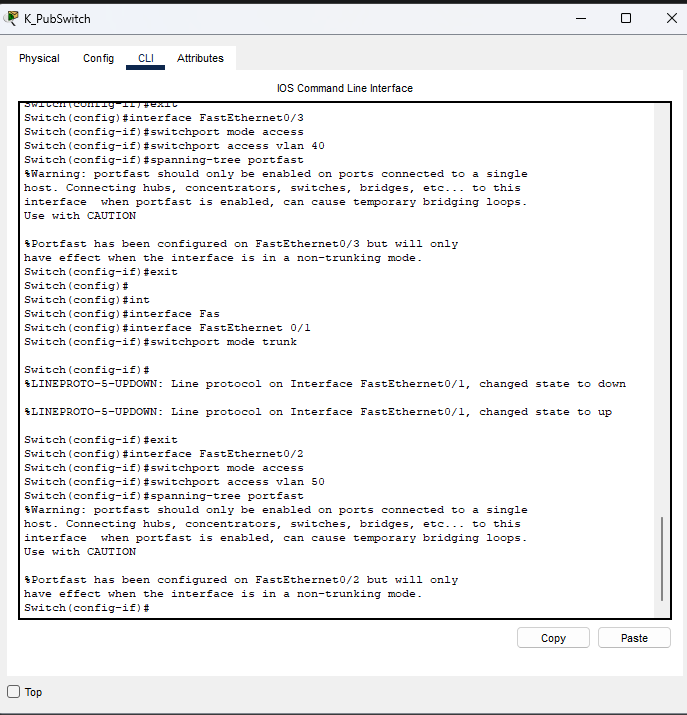 K_PubSwitch
Physical Config CLI Attributes
IOS Command Line Interface
Switch(config-if)#exit
Switch(config)#interface FastEthernet0/3
Switch(config-if)#switchport mode access
Switch(config-if)#switchport access vlan 40
Switch(config-if)#spanning-tree portfast
%Warning: portfast should only be enabled on ports connected to a single
host. Connecting hubs, concentrators, switches, bridges, etc... to this
interface  when portfast is enabled, can cause temporary bridging loops.
Use with CAUTION
%Portfast has been configured on FastEthernet0/3 but will only
have effect when the interface is in a non-trunking mode.
Switch(config-if)#exit
Switch(config)#
Switch(config)#int
Switch(config)#interface Fas
Switch(config)#interface FastEthernet 0/1
Switch(config-if)#switchport mode trunk
Switch(config-if)#
%LINEPROTO-5-UPDOWN: Line protocol on Interface FastEthernet0/1, changed state to down
%LINEPROTO-5-UPDOWN: Line protocol on Interface FastEthernet0/1, changed state to up
Switch(config-if)#exit
Switch(config)#interface FastEthernet0/2
Switch(config-if)#switchport mode access
Switch(config-if)#switchport access vlan 50
Switch(config-if)#spanning-tree portfast
%Warning: portfast should only be enabled on ports connected to a single
host. Connecting hubs, concentrators, switches, bridges, etc... to this
interface  when portfast is enabled, can cause temporary bridging loops.
Use with CAUTION
%Portfast has been configured on FastEthernet0/2 but will only
have effect when the interface is in a non-trunking mode.
Switch(config-if)#
Copy Paste
Top